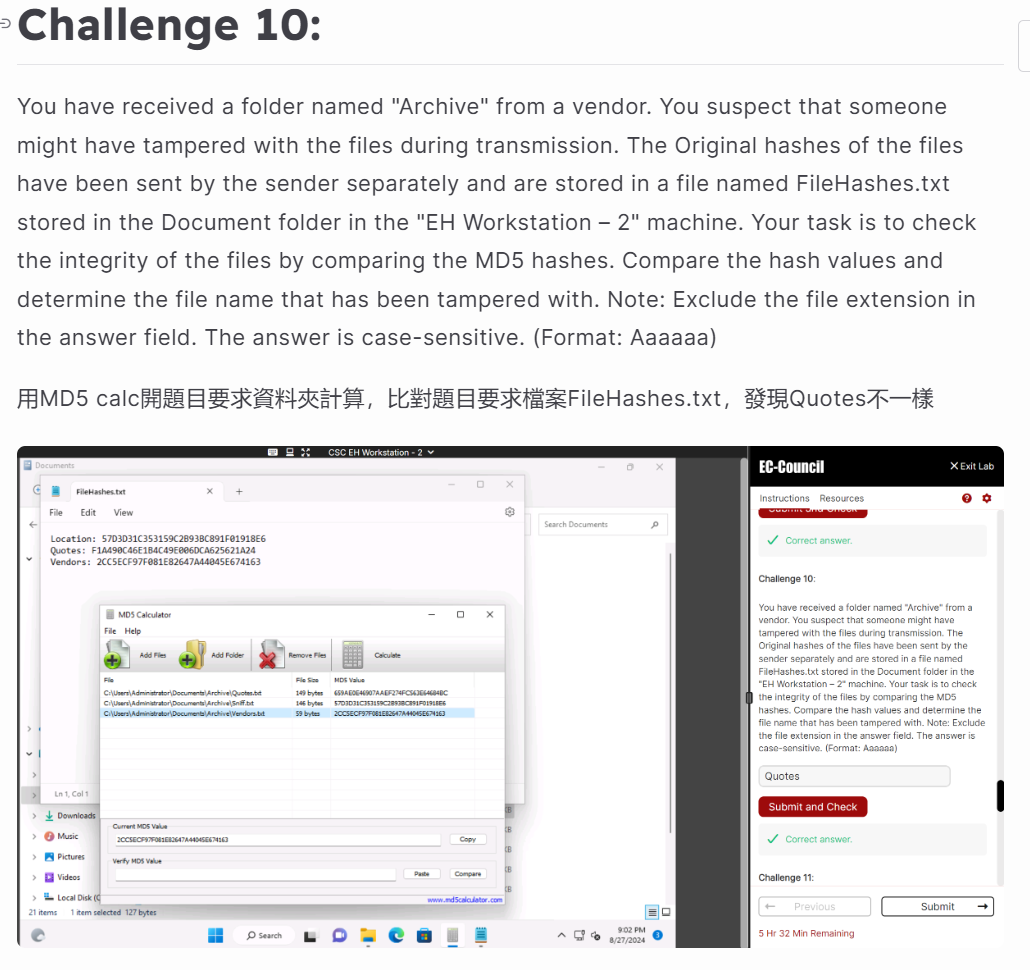 Challenge 10:
You have received a folder named "Archive" from a vendor. You suspect that someone
might have tampered with the files during transmission. The Original hashes of the files
have been sent by the sender separately and are stored in a file named FileHashes.txt
stored in the Document folder in the "EH Workstation – 2" machine. Your task is to check
the integrity of the files by comparing the MD5 hashes. Compare the hash values and
determine the file name that has been tampered with. Note: Exclude the file extension in
the answer field. The answer is case-sensitive. (Format: Aaaaaa)
用MD5 calc開題目要求資料夾計算，比對題目要求檔案FileHashes.txt，發現Quotes不一樣
CSC EH Workstation - 2
Documents
FileHashes.txt
File Edit View
Search Documents
Location: 57D3D31C353159C2B93BC891F01918E6
Quotes: F1A490C46E1B4C49E006DCA625621A24
Vendors: 2CC5ECF97F081E82647A44045E674163
MD5 Calculator
File Help
Add Files Add Folder Remove Files Calculate
File File Size MD5 Value
C:\Users\Administrator\Documents\Archive\Quotes.txt 149 bytes
C:\Users\Administrator\Documents\Archive\Sniff.txt 146 bytes 57D3D31C353159C2B93BC891F01918E6
C:\Users\Administrator\Documents\Archive\Vendors.txt 59 bytes 2CC5ECF97F081E82647A44045E674163
Ln 1, Col 1
Current MD5 Value
2CC5ECF97F081E82647A44045E674163 Copy
Verify MD5 Value
Paste Compare
www.md5calculator.com
Downloads
Music
Pictures
Videos
Local Disk (C
21 items 1 item selected 127 bytes
Search
9:02 PM
8/27/2024
EC-Council Exit Lab
Instructions Resources
Submit and Check
Correct answer.
Challenge 10:
You have received a folder named "Archive" from a
vendor. You suspect that someone might have
tampered with the files during transmission. The
Original hashes of the files have been sent by the
sender separately and are stored in a file named
FileHashes.txt stored in the Document folder in the
"EH Workstation – 2" machine. Your task is to check
the integrity of the files by comparing the MD5
hashes. Compare the hash values and determine the
file name that has been tampered with. Note: Exclude
the file extension in the answer field. The answer is
case-sensitive. (Format: Aaaaaa)
Quotes
Submit and Check
Correct answer.
Challenge 11:
Previous Submit
5 Hr 32 Min Remaining